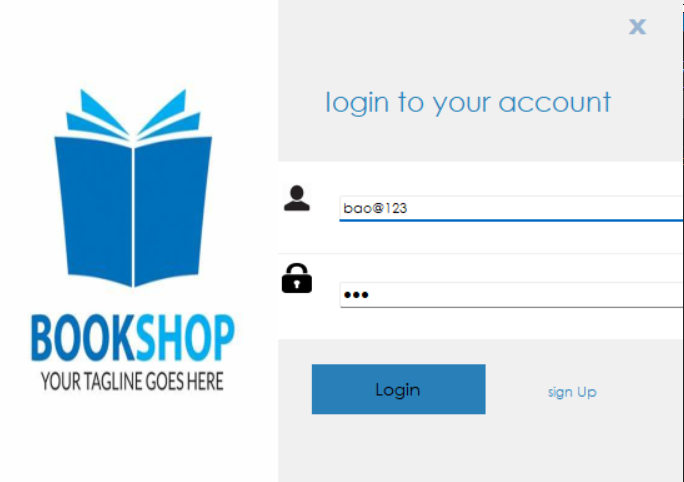 x
login to your account
bao@123
•••
BOOKSHOP
YOUR TAGLINE GOES HERE
Login
sign Up